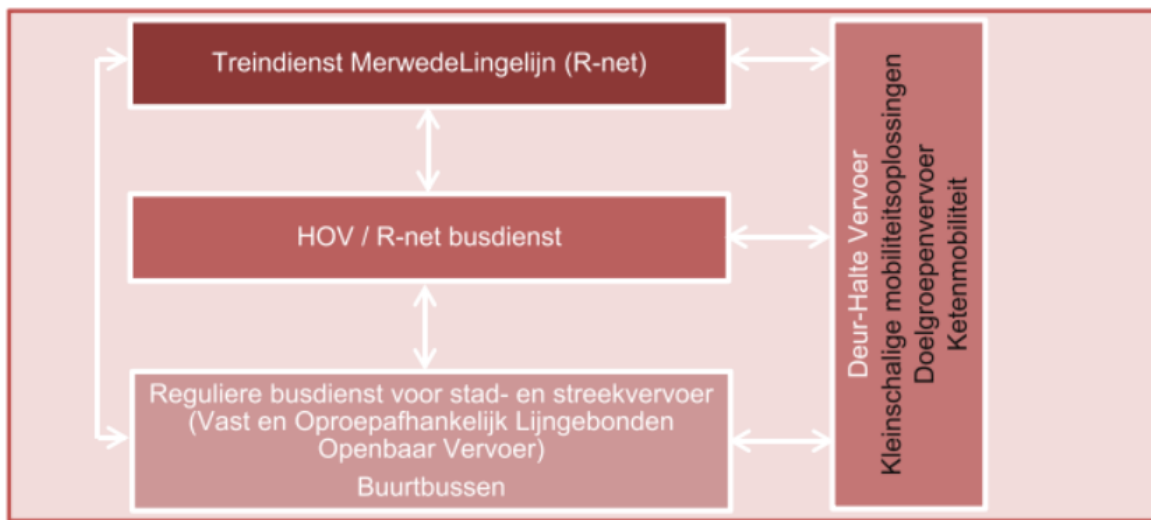 Treindienst MerwedeLingelijn (R-net)
HOV / R-net busdienst
Reguliere busdienst voor stad- en streekvervoer
(Vast en Oproepafhankelijk Lijngebonden
Openbaar Vervoer)
Buurtbussen
Deur-Halte Vervoer
Kleinschalige mobiliteitsoplossingen
Doelgroepenvervoer
Ketenmobiliteit